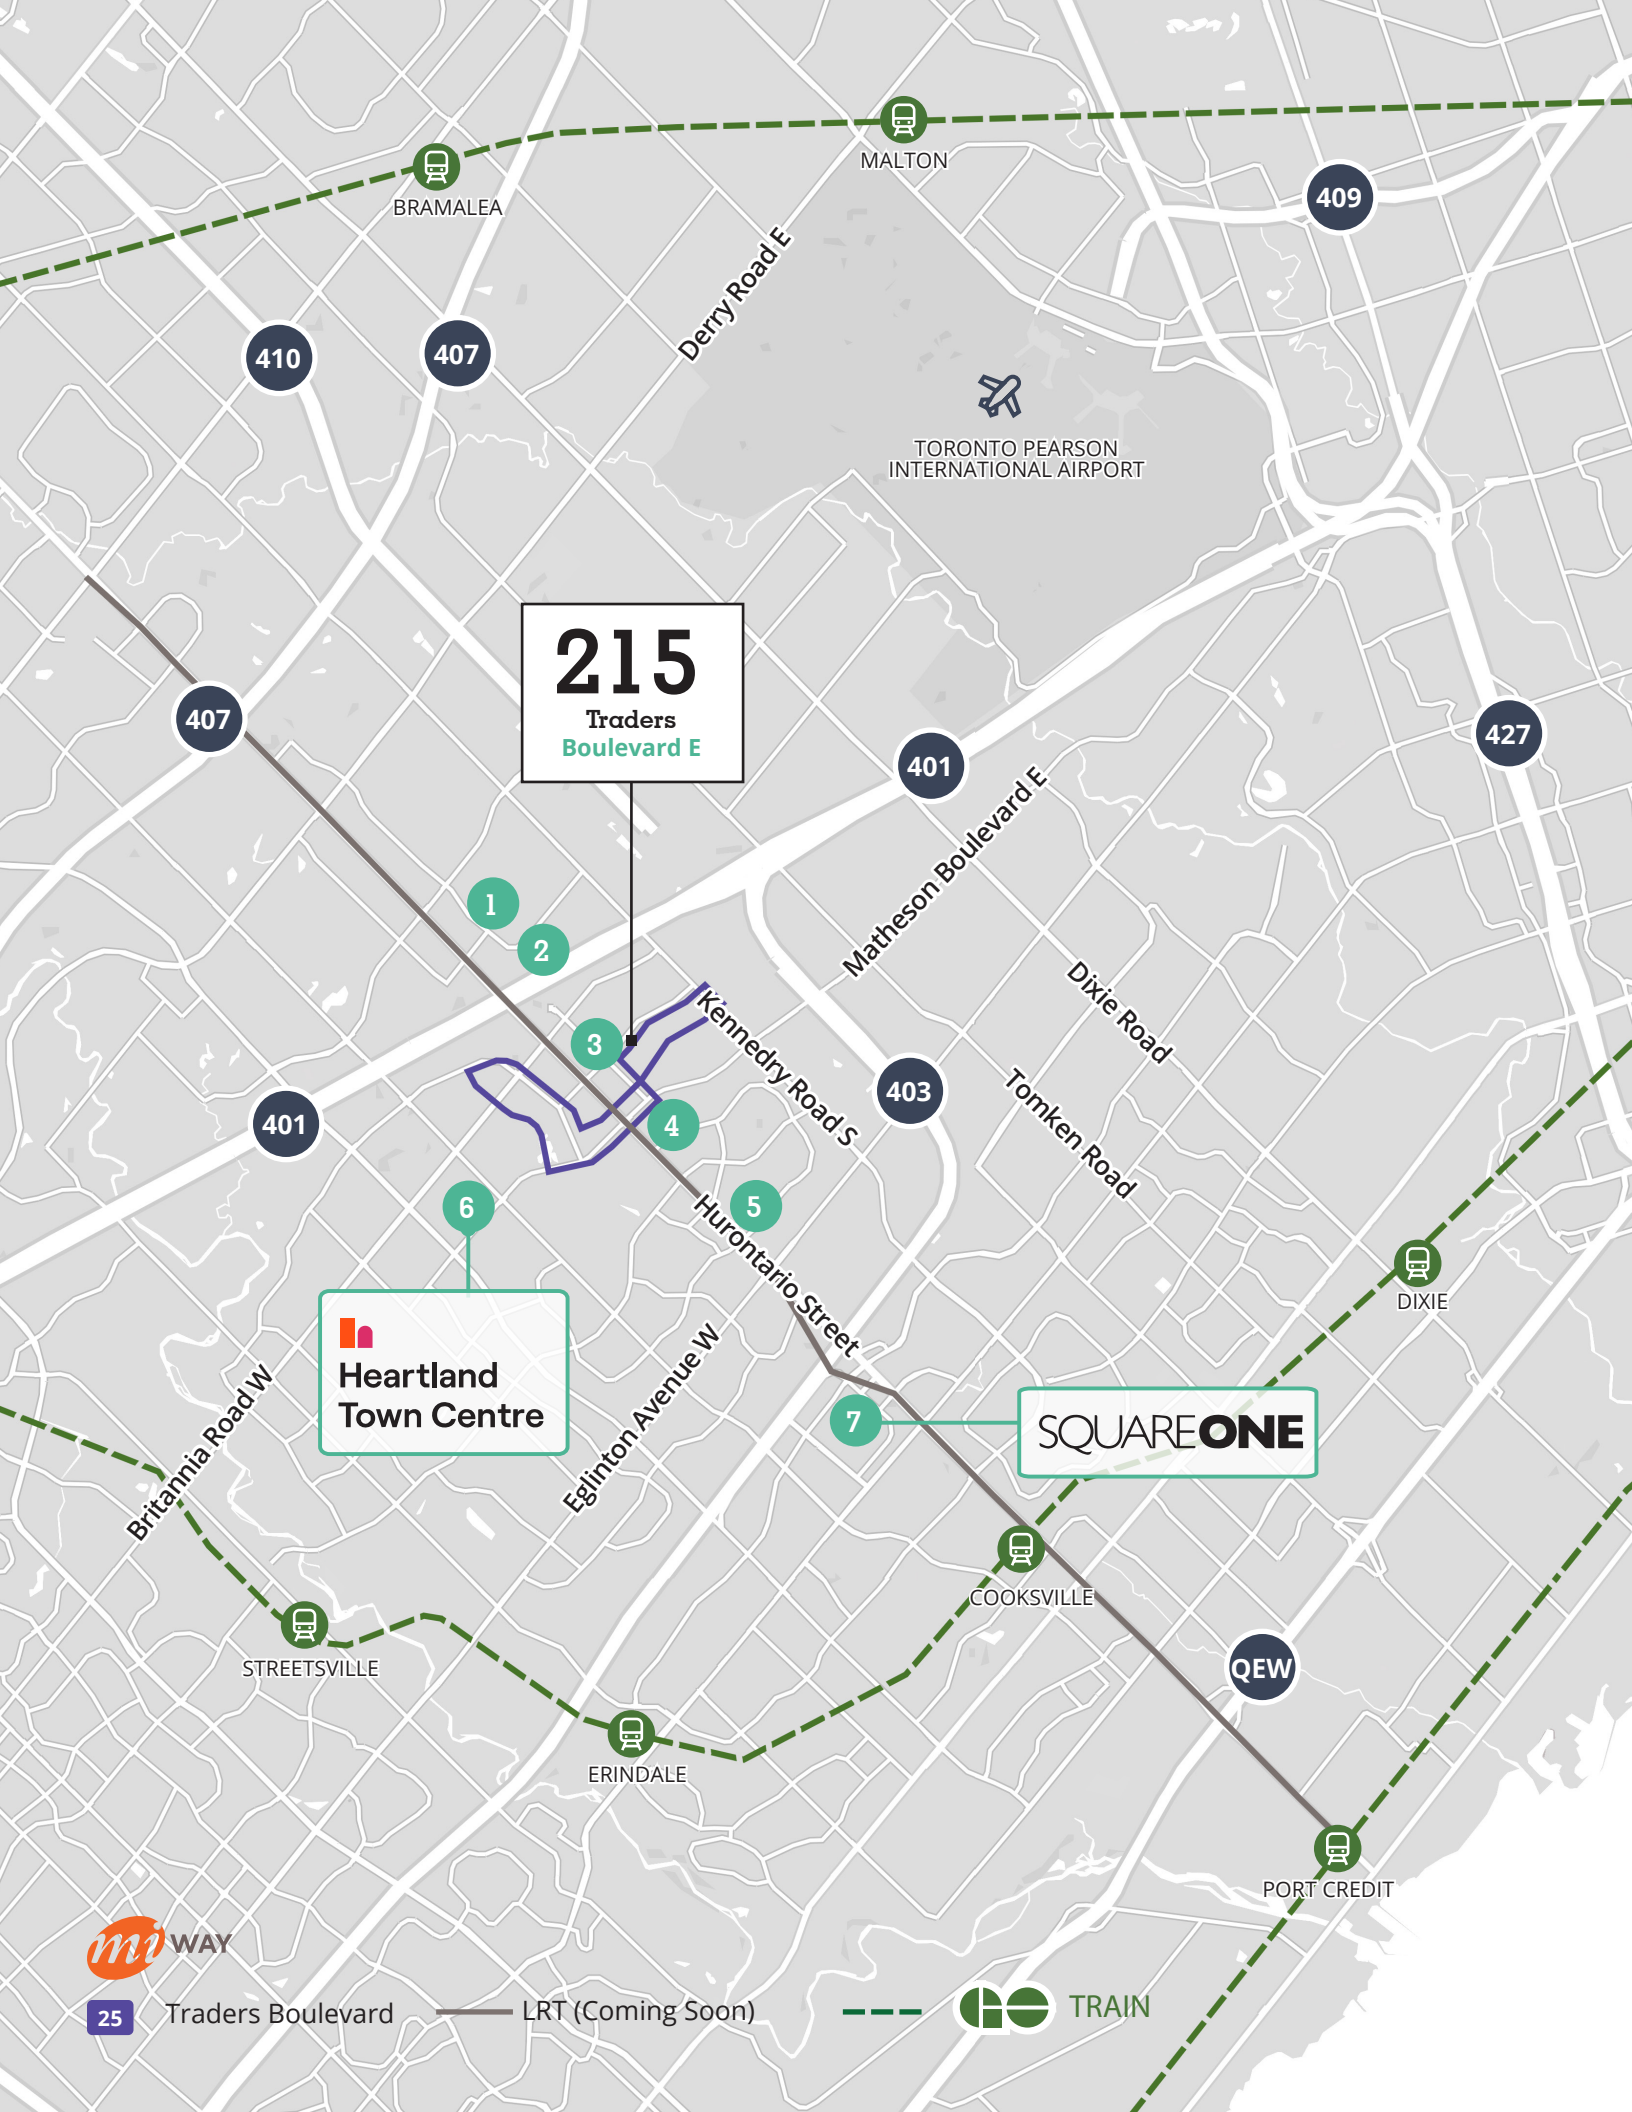 MALTON
BRAMALEA
409
Derry Road E
410
407
TORONTO PEARSON
INTERNATIONAL AIRPORT
215
Traders
Boulevard E
407
401
427
Matheson Boulevard E
1
2
Dixie Road
Kennedry Road S
3
403
Tomken Road
401
4
6
5
Hurontario Street
DIXIE
Heartland
Town Centre
Eglinton Avenue W
Britannia Road W
7
SQUAREONE
COOKSVILLE
STREETSVILLE
QEW
ERINDALE
PORT CREDIT
mi WAY
25 Traders Boulevard
LRT (Coming Soon)
GO TRAIN